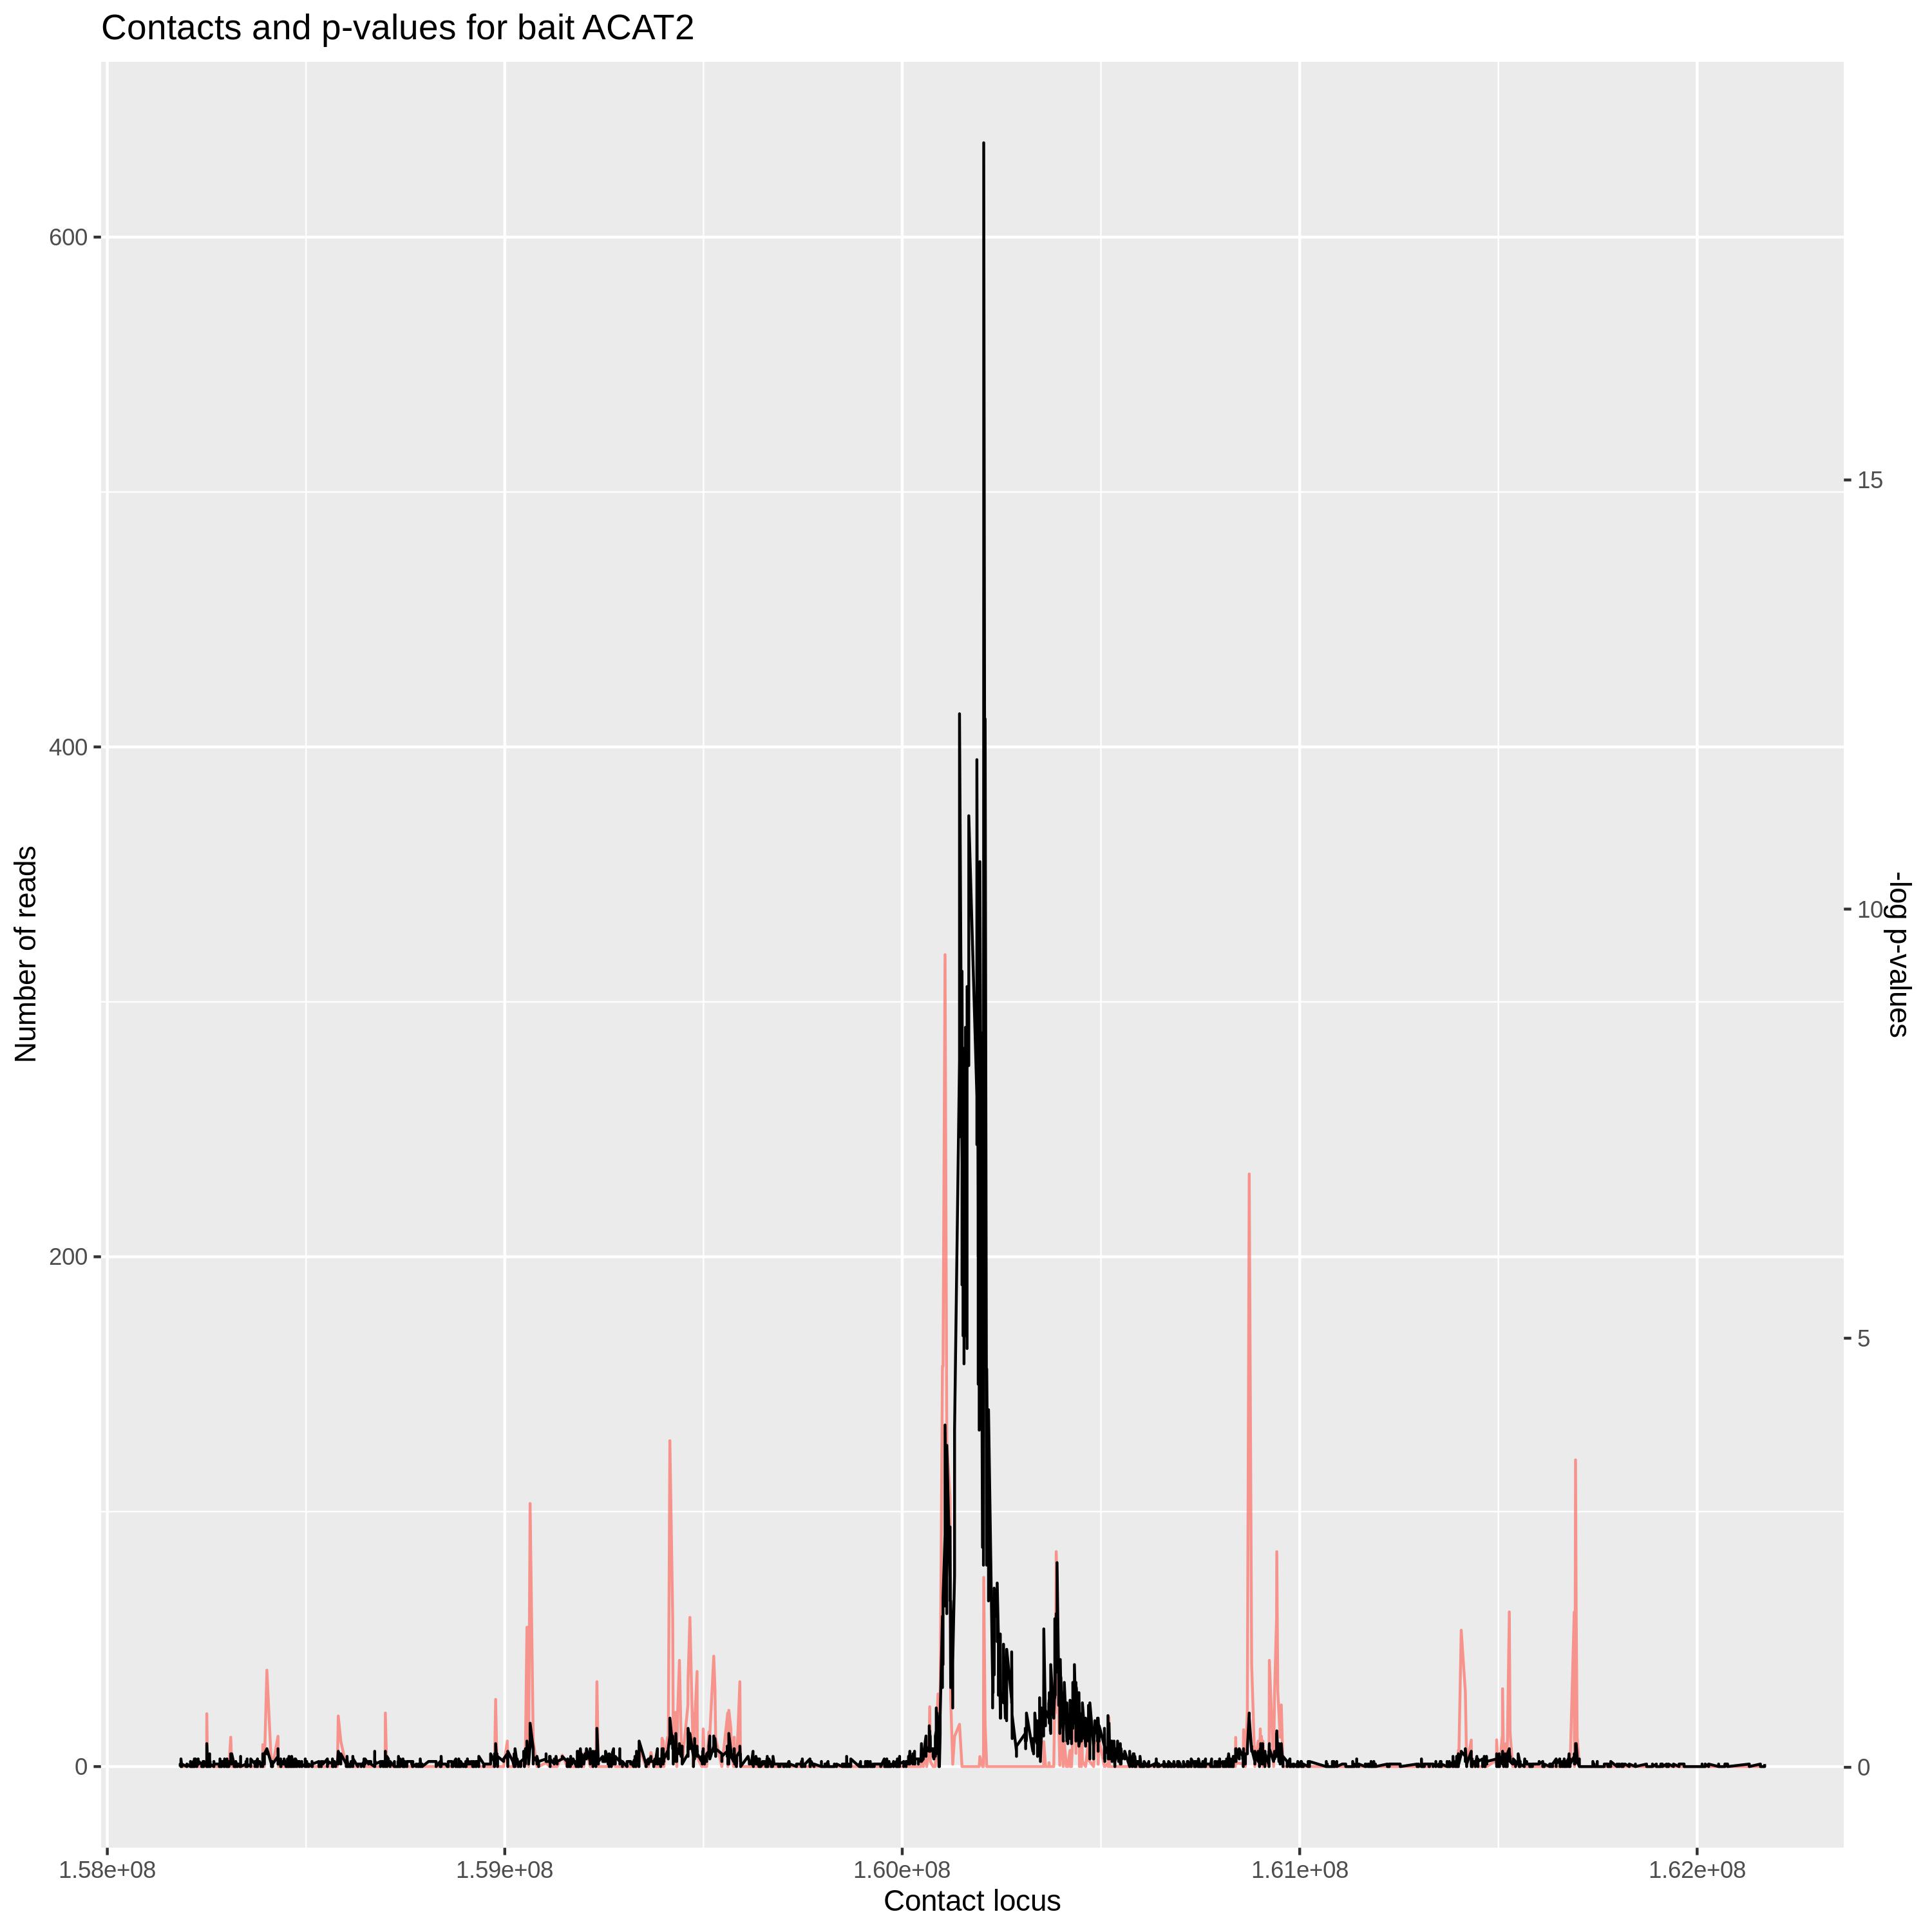 Contacts and p-values for bait ACAT2
600
400
200
0
Number of reads
15
10
5
0
-log p-values
1.58e+08
1.59e+08
1.60e+08
1.61e+08
1.62e+08
Contact locus